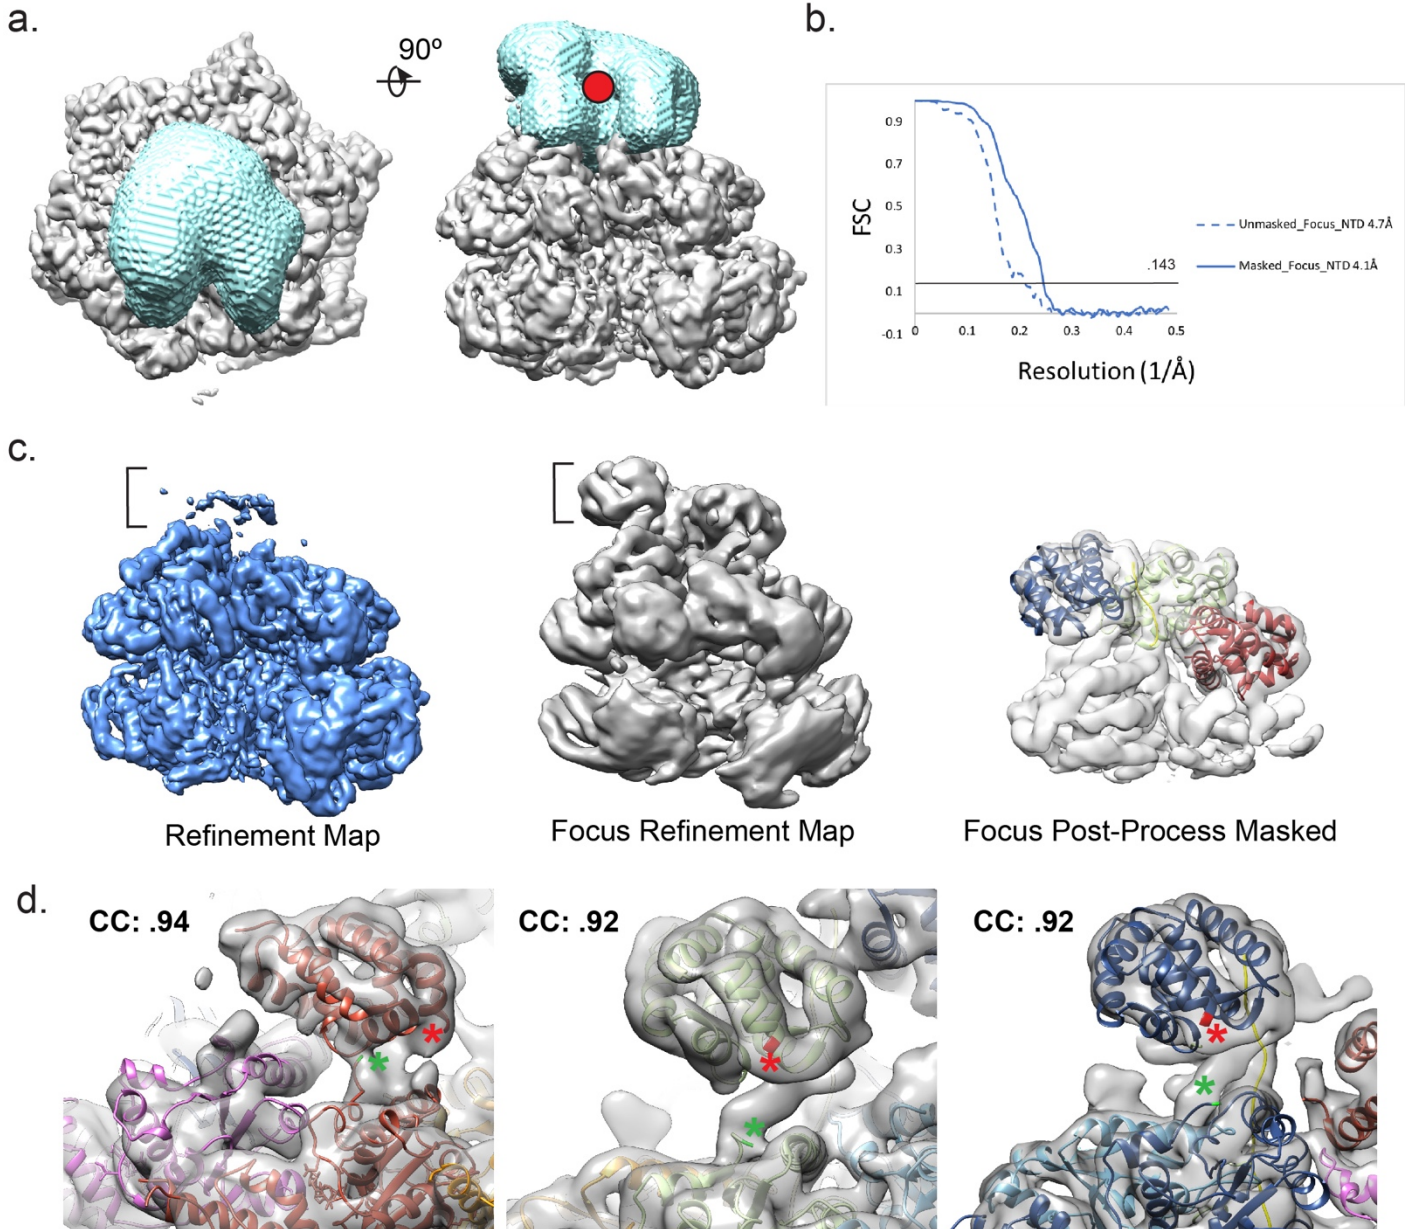 a.
90º
b.
FSC
0.9
0.7
0.5
0.3
0.1
-0.1
0
0.1
0.2
0.3
0.4
0.5
.143
Unmasked_Focus_NTD 4.7Å
Masked_Focus_NTD 4.1Å
Resolution (1/Å)
c.
Refinement Map
Focus Refinement Map
Focus Post-Process Masked
d.
CC: .94
*
*
CC: .92
*
*
CC: .92
*
*